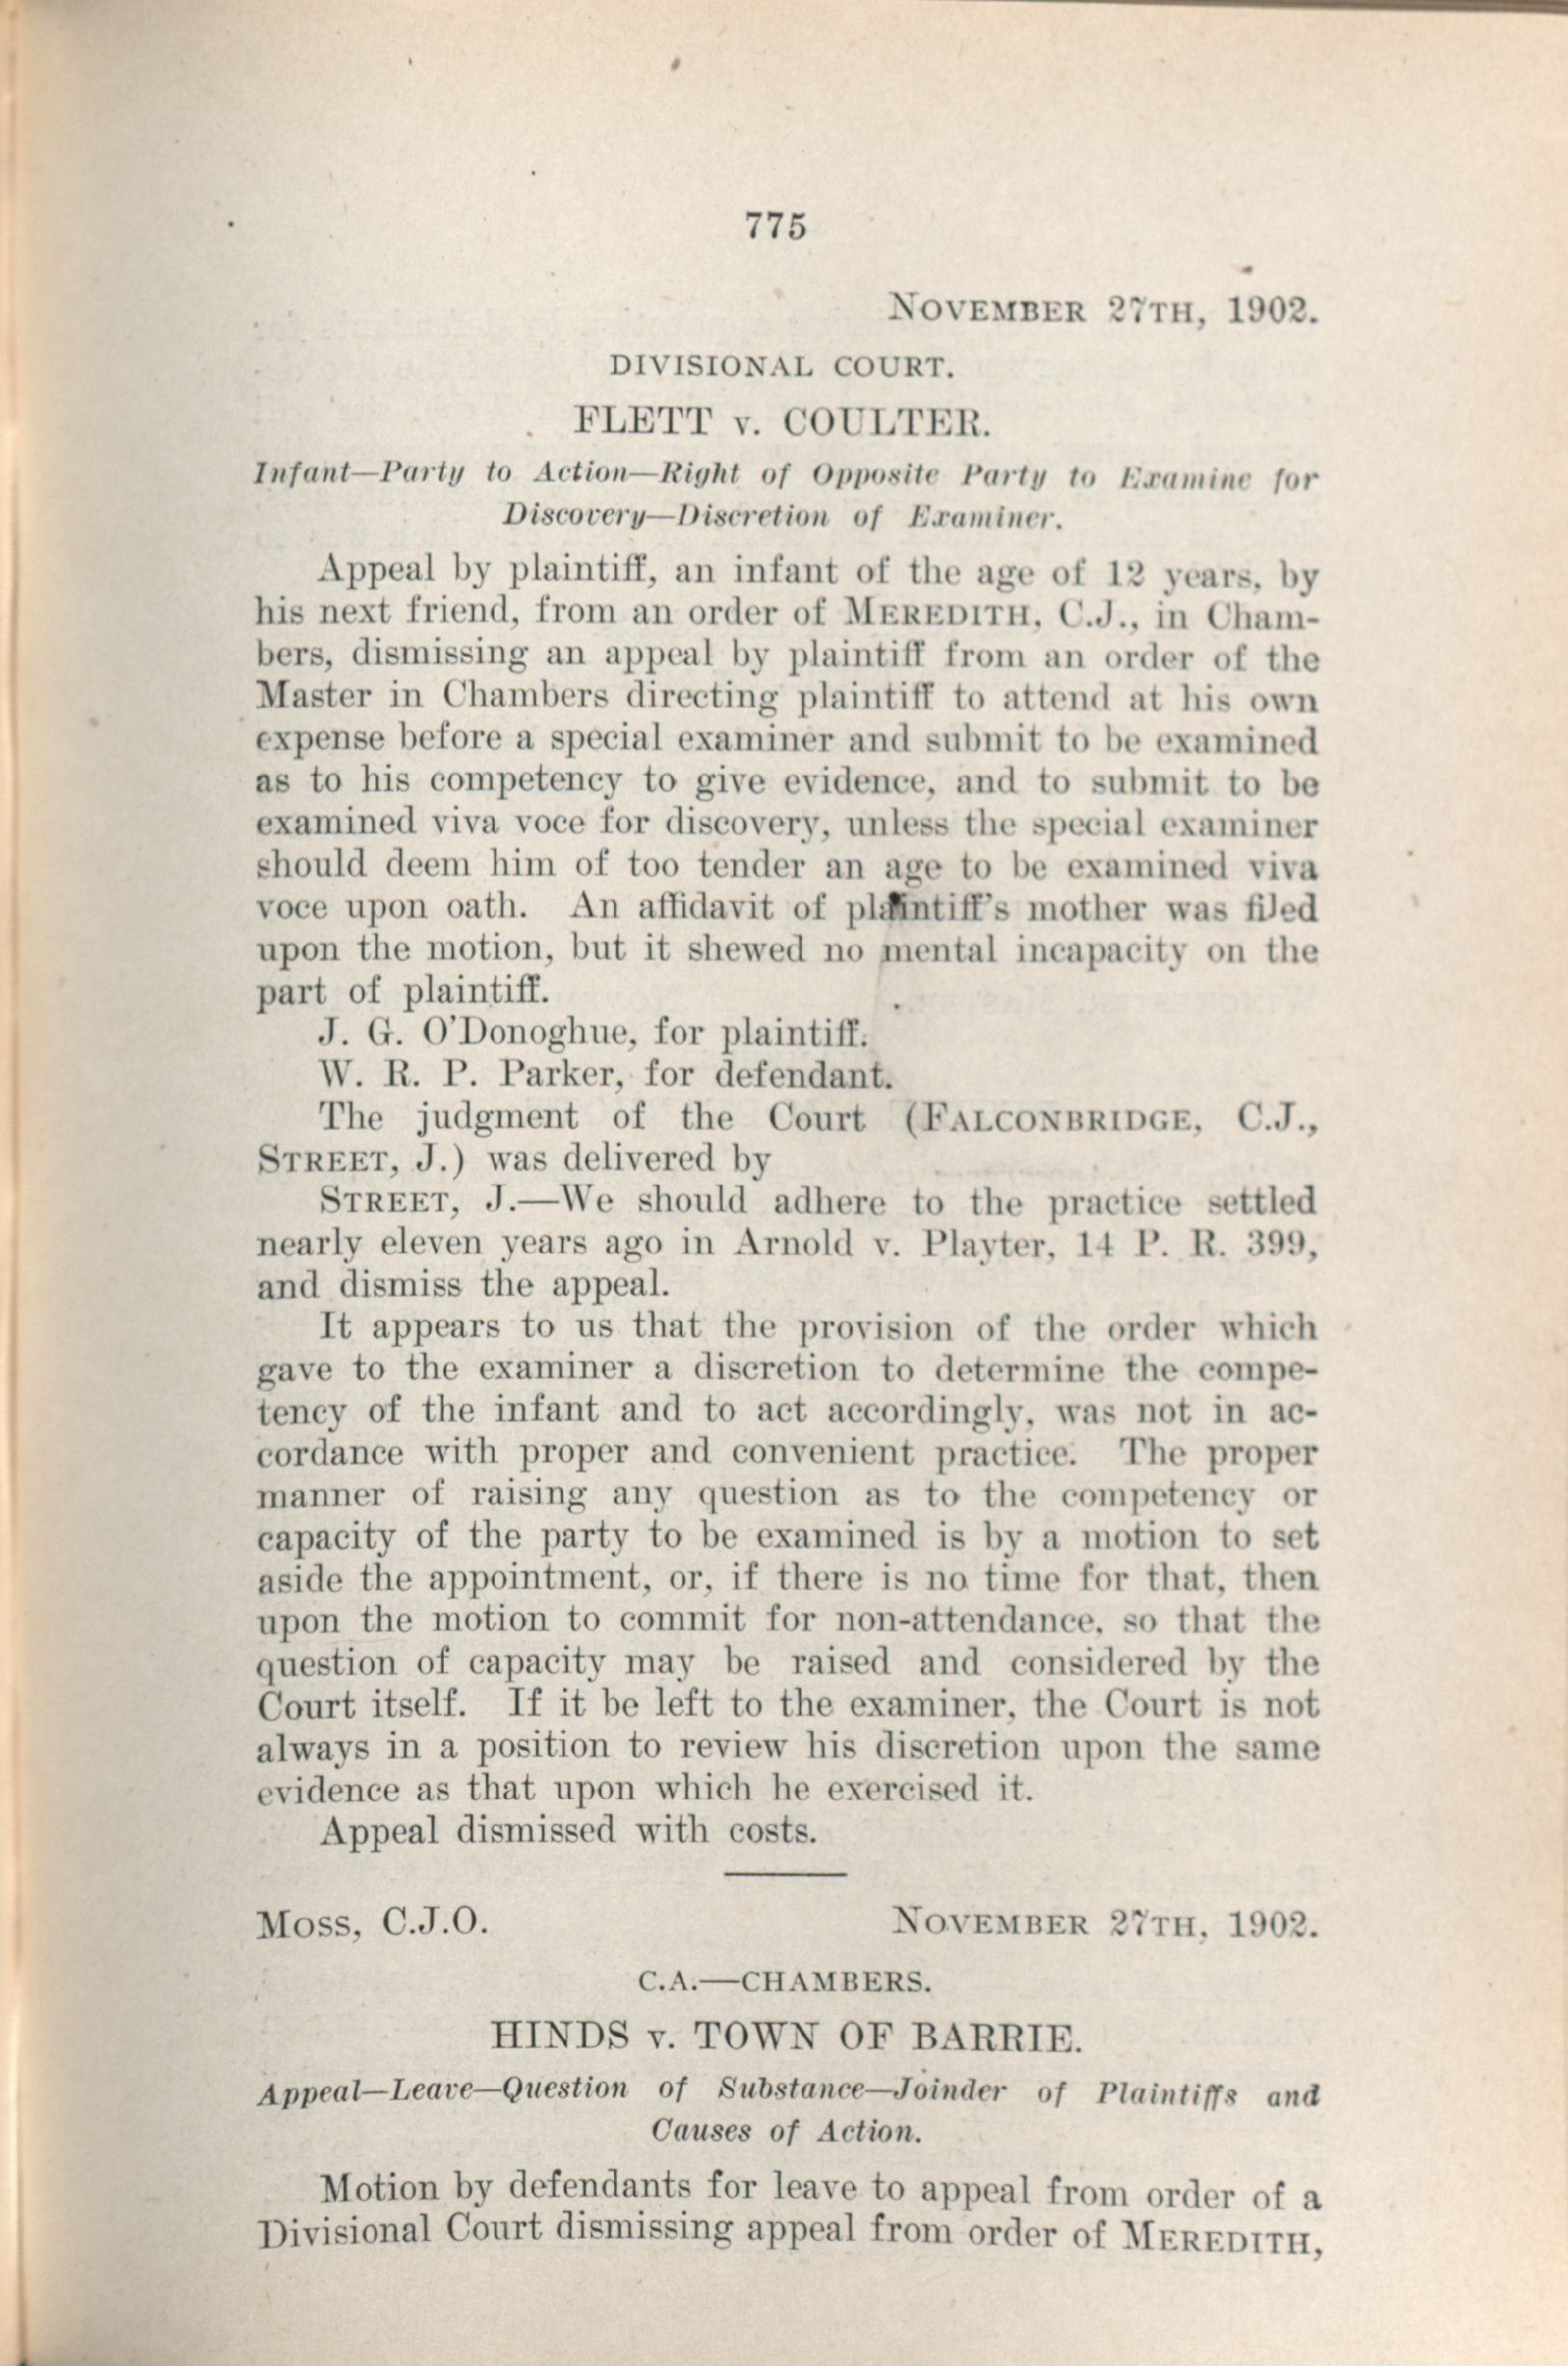 775
NOVEMBER 27TH, 1902.
DIVISIONAL COURT.
FLETT v. COULTER.
Infant—Party to Action—Right of Opposite Party to Examine for
Discovery—Discretion of Examiner.
Appeal by plaintiff, an infant of the age of 12 years, by
his next friend, from an order of MEREDITH, C.J., in Cham-
bers, dismissing an appeal by plaintiff from an order of the
Master in Chambers directing plaintiff to attend at his own
expense before a special examiner and submit to be examined
as to his competency to give evidence, and to submit to be
examined viva voce for discovery, unless the special examiner
should deem him of too tender an age to be examined viva
voce upon oath. An affidavit of plaintiff's mother was filed
upon the motion, but it shewed no mental incapacity on the
part of plaintiff.
J. G. O'Donoghue, for plaintiff.
W. R. P. Parker, for defendant.
The judgment of the Court (FALCONBRIDGE, C.J.,
STREET, J.) was delivered by
STREET, J.—We should adhere to the practice settled
nearly eleven years ago in Arnold v. Playter, 14 P. R. 399,
and dismiss the appeal.
It appears to us that the provision of the order which
gave to the examiner a discretion to determine the compe-
tency of the infant and to act accordingly, was not in ac-
cordance with proper and convenient practice. The proper
manner of raising any question as to the competency or
capacity of the party to be examined is by a motion to set
aside the appointment, or, if there is no time for that, then
upon the motion to commit for non-attendance, so that the
question of capacity may be raised and considered by the
Court itself. If it be left to the examiner, the Court is not
always in a position to review his discretion upon the same
evidence as that upon which he exercised it.
Appeal dismissed with costs.
MOSS, C.J.O. NOVEMBER 27TH, 1902.
C.A.—CHAMBERS.
HINDS v. TOWN OF BARRIE.
Appeal—Leave—Question of Substance—Joinder of Plaintiffs and
Causes of Action.
Motion by defendants for leave to appeal from order of a
Divisional Court dismissing appeal from order of MEREDITH,